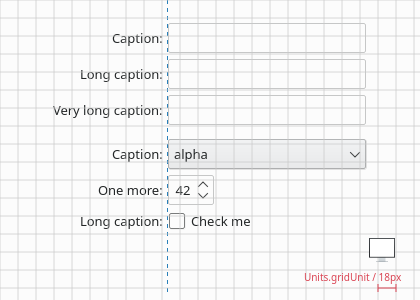 Caption:
Long caption:
Very long caption:
Caption: alpha
One more: 42
Long caption: Check me
Units.gridUnit / 18px